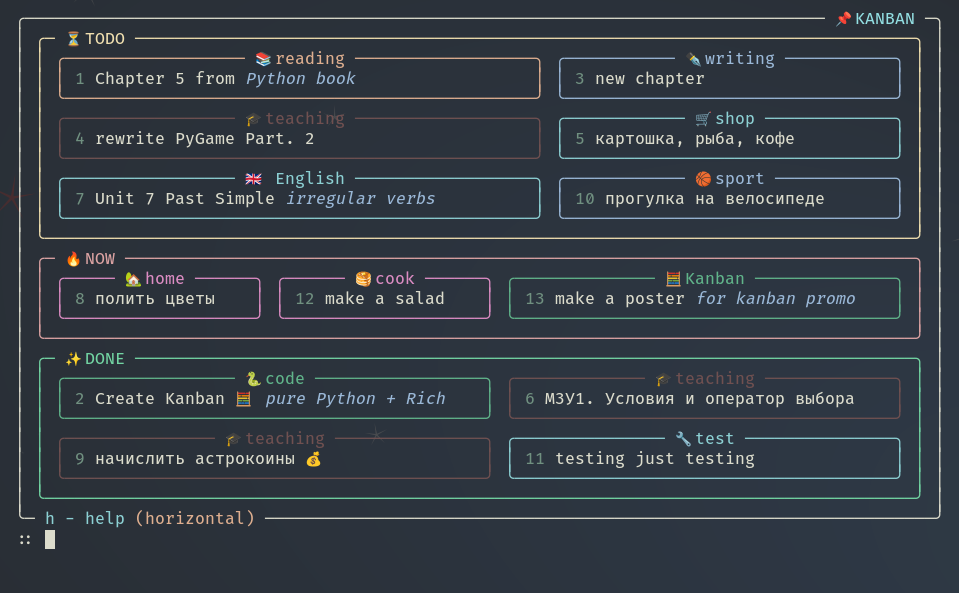 📌 KANBAN
⏳ TODO
📚 reading
1 Chapter 5 from Python book
✒️ writing
3 new chapter
🎓 teaching
4 rewrite PyGame Part. 2
🛒 shop
5 картошка, рыба, кофе
🇬🇧 English
7 Unit 7 Past Simple irregular verbs
🏀 sport
10 прогулка на велосипеде
🔥 NOW
🏡 home
8 полить цветы
🥞 cook
12 make a salad
🧮 Kanban
13 make a poster for kanban promo
✨ DONE
🐍 code
2 Create Kanban 🧮 pure Python + Rich
🎓 teaching
6 М3У1. Условия и оператор выбора
🎓 teaching
9 начислить астрокоины 💰
🔧 test
11 testing just testing
h - help (horizontal)
::